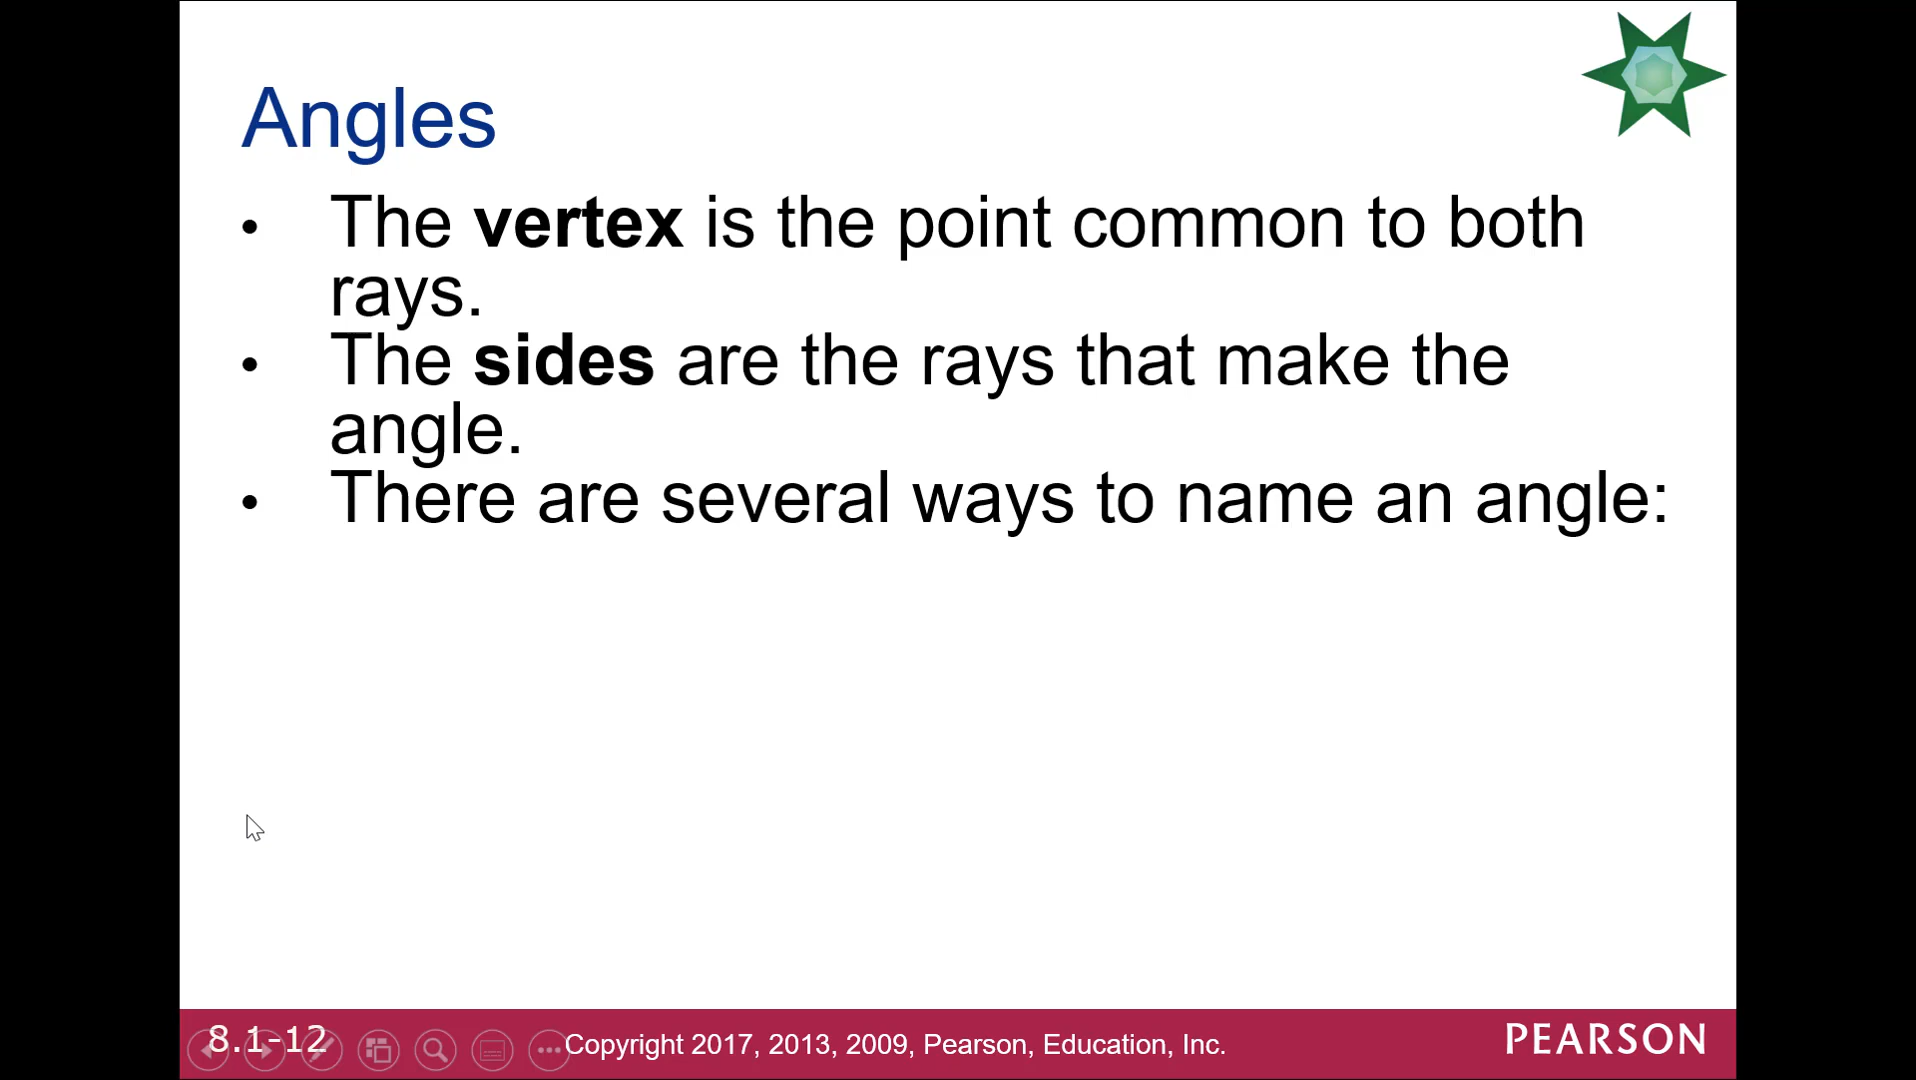 Angles
• The vertex is the point common to both
rays.
• The sides are the rays that make the
angle.
• There are several ways to name an angle:
8.1-12
Copyright 2017, 2013, 2009, Pearson, Education, Inc.
PEARSON